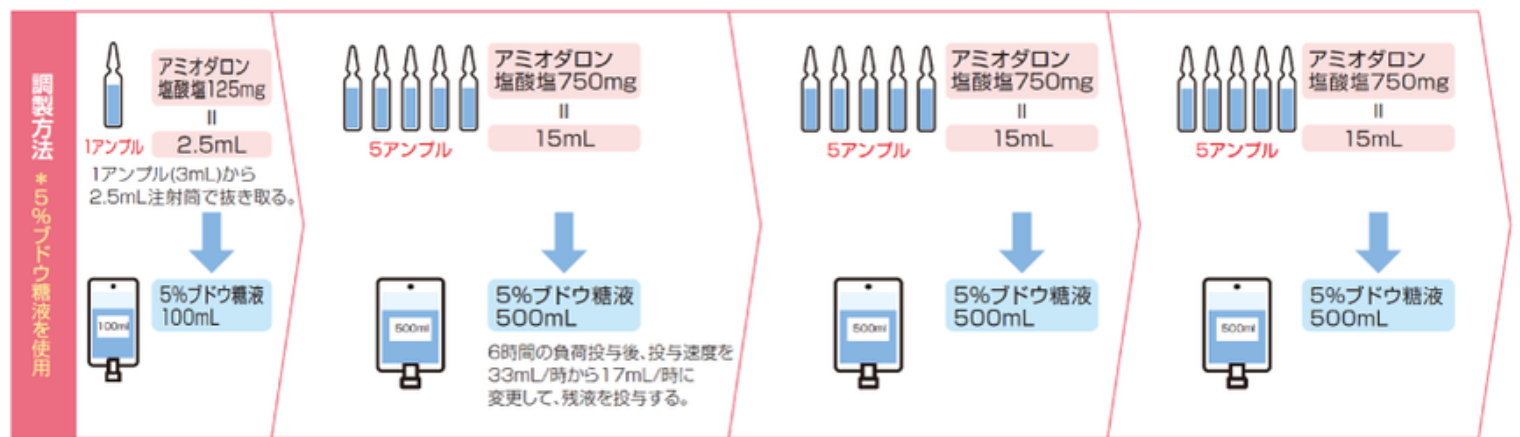 調製方法 *5%ブドウ糖液を使用
アミオダロン
塩酸塩125mg
=
1アンプル
2.5mL
1アンプル(3mL)から
2.5mL注射筒で抜き取る。
100ml
5%ブドウ糖液
100mL
アミオダロン
塩酸塩750mg
=
15mL
5アンプル
500ml
5%ブドウ糖液
500mL
6時間の負荷投与後、投与速度を
33mL/時から17mL/時に
変更して、残液を投与する。
アミオダロン
塩酸塩750mg
=
15mL
5アンプル
500ml
5%ブドウ糖液
500mL
アミオダロン
塩酸塩750mg
=
15mL
5アンプル
500ml
5%ブドウ糖液
500mL